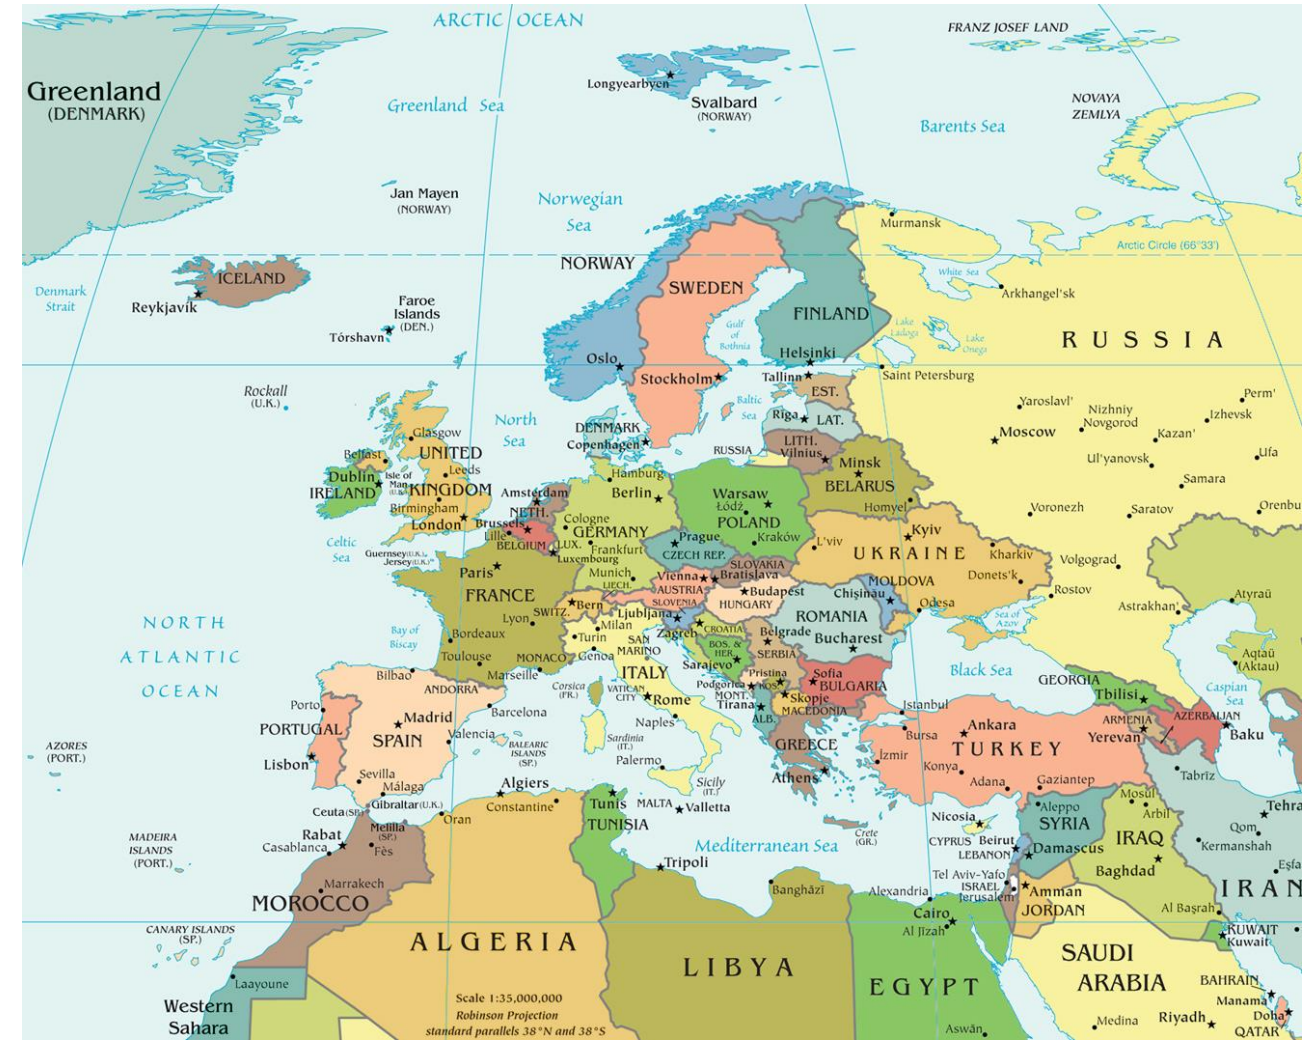 ARCTIC OCEAN
FRANZ JOSEF LAND
Greenland
(DENMARK)
Greenland Sea
Longyearbyen
Svalbard
(NORWAY)
Barents Sea
NOVAYA
ZEMLYA
Jan Mayen
(NORWAY)
Norwegian
Sea
Murmansk
Arctic Circle (66°33')
NORWAY
White Sea
Arkhangel'sk
ICELAND
Reykjavík
Denmark
Strait
Faroe
Islands
(DEN.)
Tórshavn
SWEDEN
FINLAND
Gulf
of
Bothnia
Lake
Ladoga
Lake
Onega
RUSSIA
Oslo
Helsinki
Stockholm
Tallinn
Saint Petersburg
EST.
Rockall
(U.K.)
North
Sea
Baltic
Sea
Riga
LAT.
Yaroslavl'
Nizhniy
Novgorod
Perm'
Izhevsk
Moscow
Kazan'
Ufa
Ul'yanovsk
Samara
DENMARK
Copenhagen
LITH.
Vilnius
RUSSIA
Minsk
BELARUS
Homyel
Glasgow
Belfast
UNITED
KINGDOM
Leeds
Dublin
IRELAND
Isle of
Man
(U.K.)
Birmingham
London
Hamburg
Berlin
Amsterdam
NETH.
Warsaw
Łódź
POLAND
Kraków
Voronezh
Saratov
Orenbu
Celtic
Sea
Brussels
Lille
BELGIUM
Cologne
GERMANY
LUX.
Frankfurt
Luxembourg
Prague
CZECH REP.
L'viv
Kyiv
UKRAINE
Kharkiv
Donets'k
Volgograd
Guernsey (U.K.)
Jersey (U.K.)
Paris
FRANCE
Munich
LIECH.
Vienna
AUSTRIA
SLOVAKIA
Bratislava
Budapest
HUNGARY
SLOVENIA
MOLDOVA
Chişinău
Odesa
Rostov
Astrakhan'
Atyraū
Sea of
Azov
NORTH
ATLANTIC
OCEAN
Bay of
Biscay
SWITZ.
Bern
Lyon
Milan
Turin
Genoa
Ljubljana
Zagreb
CROATIA
ROMANIA
Bucharest
Belgrade
SERBIA
BOS. &
HER.
Sarajevo
Bordeaux
Toulouse
MONACO
Marseille
SAN
MARINO
ITALY
VATICAN
CITY
Rome
Black Sea
Aqtaū
(Aktau)
Caspian
Sea
Bilbao
ANDORRA
Corsica
(FR.)
Podgorica
MONT.
Pristina
KOS.
Sofia
BULGARIA
Skopje
MACEDONIA
Tirana
ALB.
GEORGIA
Tbilisi
Porto
PORTUGAL
Madrid
SPAIN
Barcelona
Valencia
Naples
Istanbul
Bursa
Ankara
TURKEY
ARMENIA
Yerevan
AZERBAIJAN
Baku
AZORES
(PORT.)
Lisbon
BALEARIC
ISLANDS
(SP.)
Sardinia
(IT.)
Palermo
Sicily
(IT.)
GREECE
Athens
İzmir
Konya
Adana
Gaziantep
Tabrīz
Sevilla
Málaga
Gibraltar (U.K.)
Ceuta (SP.)
Algiers
Constantine
Tunis
TUNISIA
MALTA
Valletta
Aleppo
SYRIA
Mosul
Arbil
Tehra
Oran
Melilla
(SP.)
MADEIRA
ISLANDS
(PORT.)
Rabat
Casablanca
Fès
Crete
(GR.)
Nicosia
CYPRUS
Beirut
LEBANON
Damascus
IRAQ
Baghdad
Qom
Kermanshah
Mediterranean Sea
Tripoli
Eşfa
IRAN
Marrakech
MOROCCO
Banghāzī
Alexandria
Tel Aviv-Yafo
ISRAEL
Jerusalem
Amman
JORDAN
Cairo
Al Jīzah
Al Başrah
KUWAIT
Kuwait
CANARY ISLANDS
(SP.)
ALGERIA
LIBYA
EGYPT
SAUDI
ARABIA
Laayoune
Western
Sahara
Scale 1:35,000,000
Robinson Projection
standard parallels 38°N and 38°S
Aswān
Medina
Riyadh
BAHRAIN
Manama
Doha
QATAR